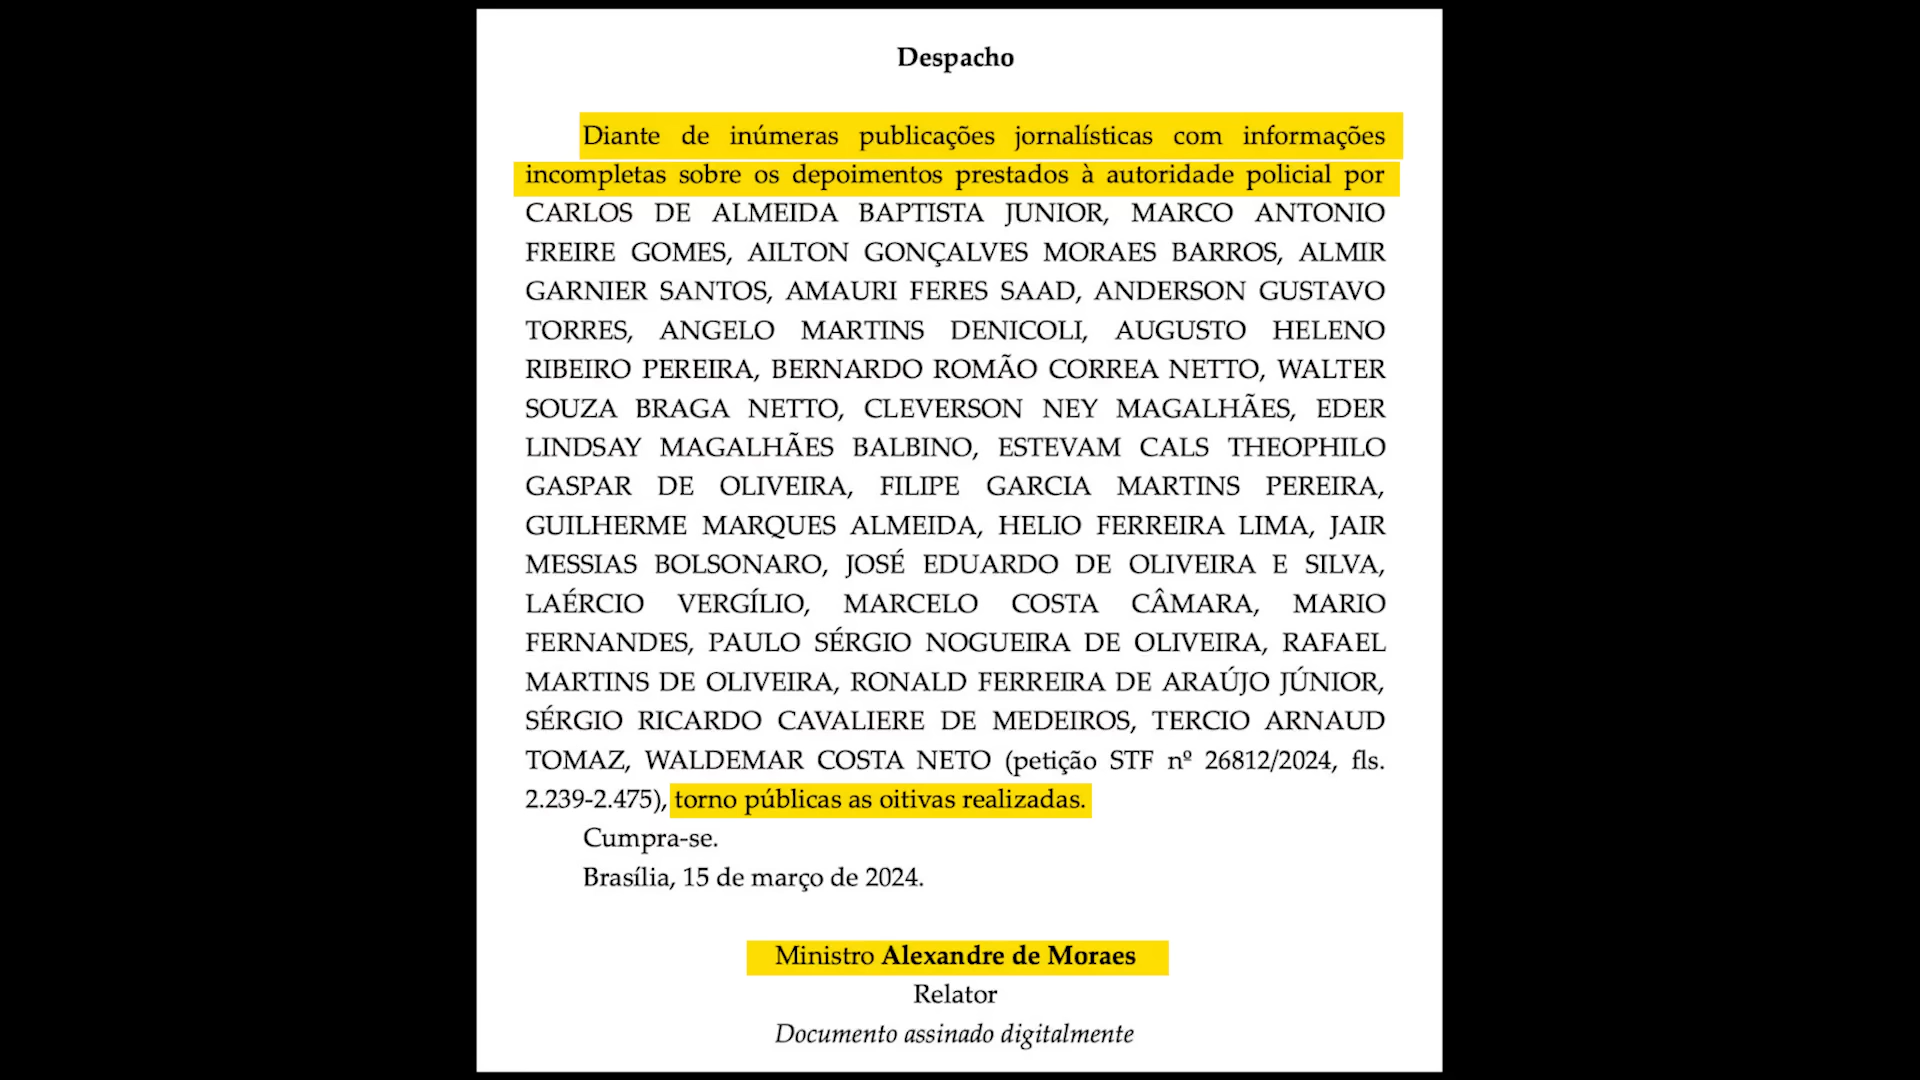 Despacho
Diante de inúmeras publicações jornalísticas com informações
incompletas sobre os depoimentos prestados à autoridade policial por
CARLOS DE ALMEIDA BAPTISTA JUNIOR, MARCO ANTONIO
FREIRE GOMES, AILTON GONÇALVES MORAES BARROS, ALMIR
GARNIER SANTOS, AMAURI FERES SAAD, ANDERSON GUSTAVO
TORRES, ANGELO MARTINS DENICOLI, AUGUSTO HELENO
RIBEIRO PEREIRA, BERNARDO ROMÃO CORREA NETTO, WALTER
SOUZA BRAGA NETTO, CLEVERSON NEY MAGALHÃES, EDER
LINDSAY MAGALHÃES BALBINO, ESTEVAM CALS THEOPHILO
GASPAR DE OLIVEIRA, FILIPE GARCIA MARTINS PEREIRA,
GUILHERME MARQUES ALMEIDA, HELIO FERREIRA LIMA, JAIR
MESSIAS BOLSONARO, JOSÉ EDUARDO DE OLIVEIRA E SILVA,
LAÉRCIO VERGÍLIO, MARCELO COSTA CÂMARA, MARIO
FERNANDES, PAULO SÉRGIO NOGUEIRA DE OLIVEIRA, RAFAEL
MARTINS DE OLIVEIRA, RONALD FERREIRA DE ARAÚJO JÚNIOR,
SÉRGIO RICARDO CAVALIERE DE MEDEIROS, TERCIO ARNAUD
TOMAZ, WALDEMAR COSTA NETO (petição STF nº 26812/2024, fls.
2.239-2.475), torno públicas as oitivas realizadas.
Cumpra-se.
Brasília, 15 de março de 2024.
Ministro Alexandre de Moraes
Relator
Documento assinado digitalmente